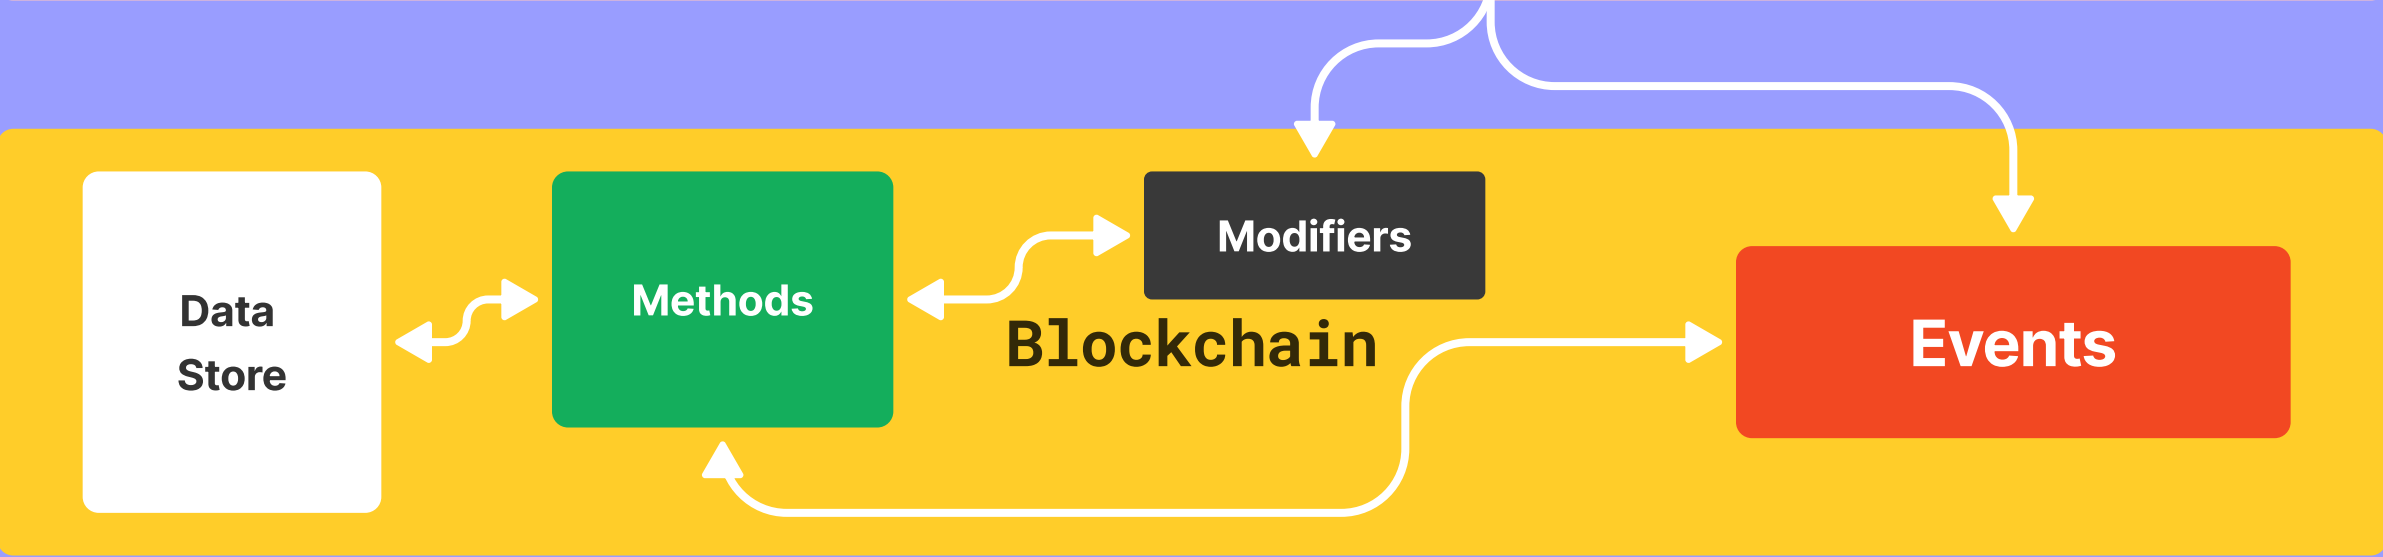 Data
Store
Methods
Modifiers
Blockchain
Events